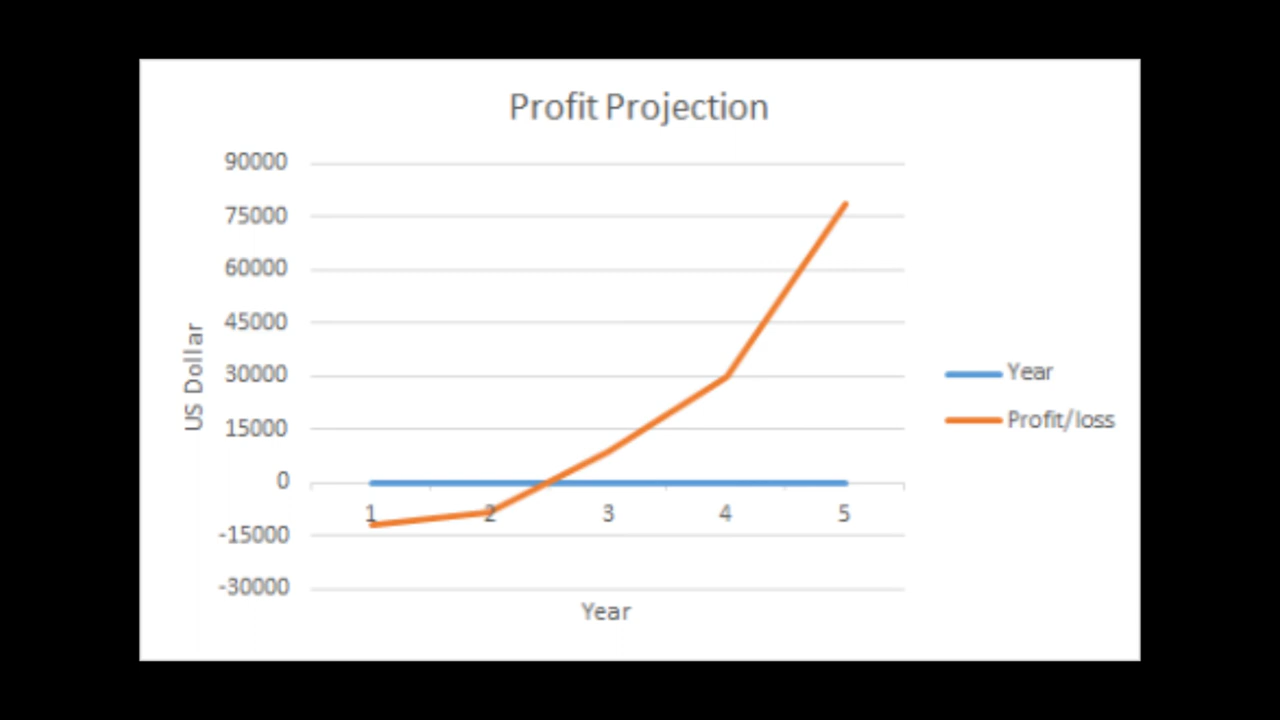 Profit Projection
90000
75000
60000
45000
30000
15000
0
-15000
-30000
US Dollar
1 2 3 4 5
Year
Year
Profit/loss